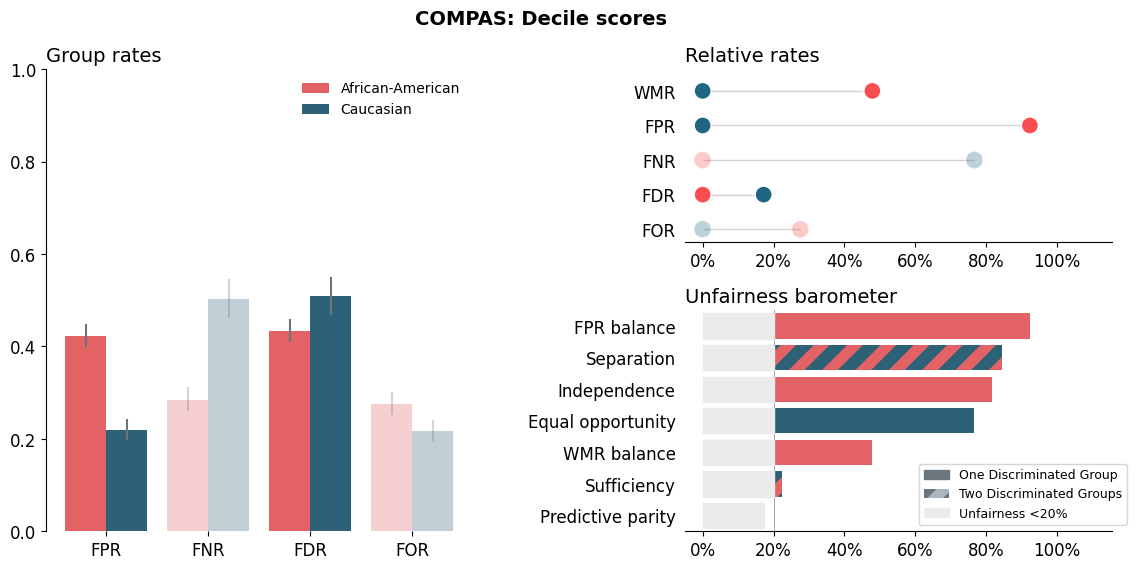 COMPAS: Decile scores
Group rates
1.0
0.8
0.6
0.4
0.2
0.0
African-American
Caucasian
FPR
FNR
FDR
FOR
Relative rates
WMR
FPR
FNR
FDR
FOR
0%
20%
40%
60%
80%
100%
Unfairness barometer
FPR balance
Separation
Independence
Equal opportunity
WMR balance
Sufficiency
Predictive parity
One Discriminated Group
Two Discriminated Groups
Unfairness <20%
0%
20%
40%
60%
80%
100%